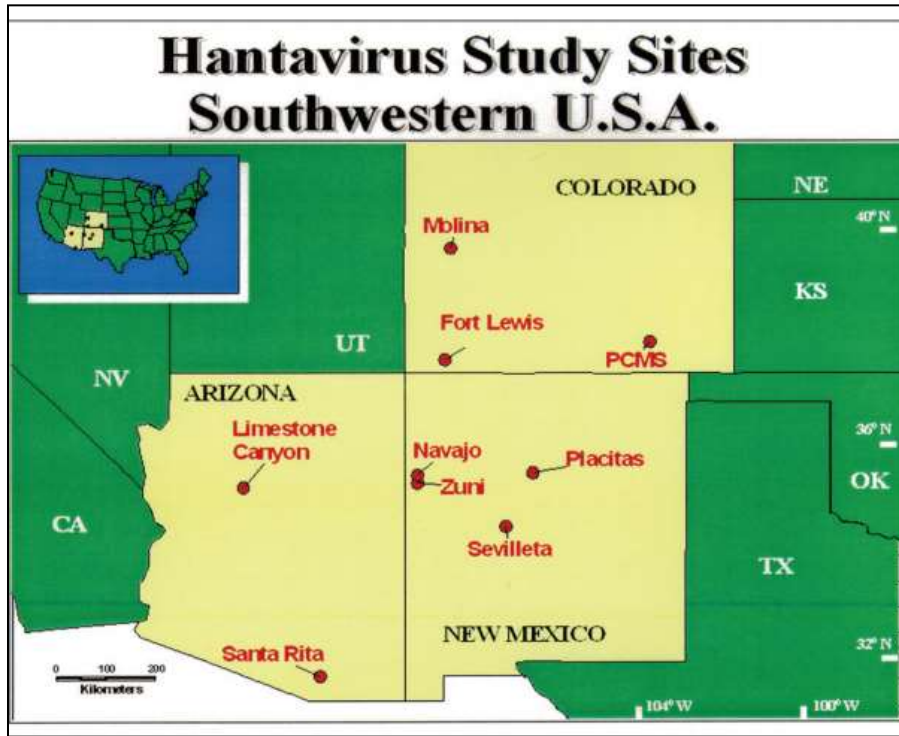 Hantavirus Study Sites
Southwestern U.S.A.
COLORADO
NE
40° N
Molina
KS
Fort Lewis
UT
PCMS
NV
ARIZONA
Limestone
Canyon
Navajo
Zuni
Placitas
36° N
OK
CA
Sevilleta
TX
NEW MEXICO
32° N
Santa Rita
0 100 200
Kilometers
104° W
100° W